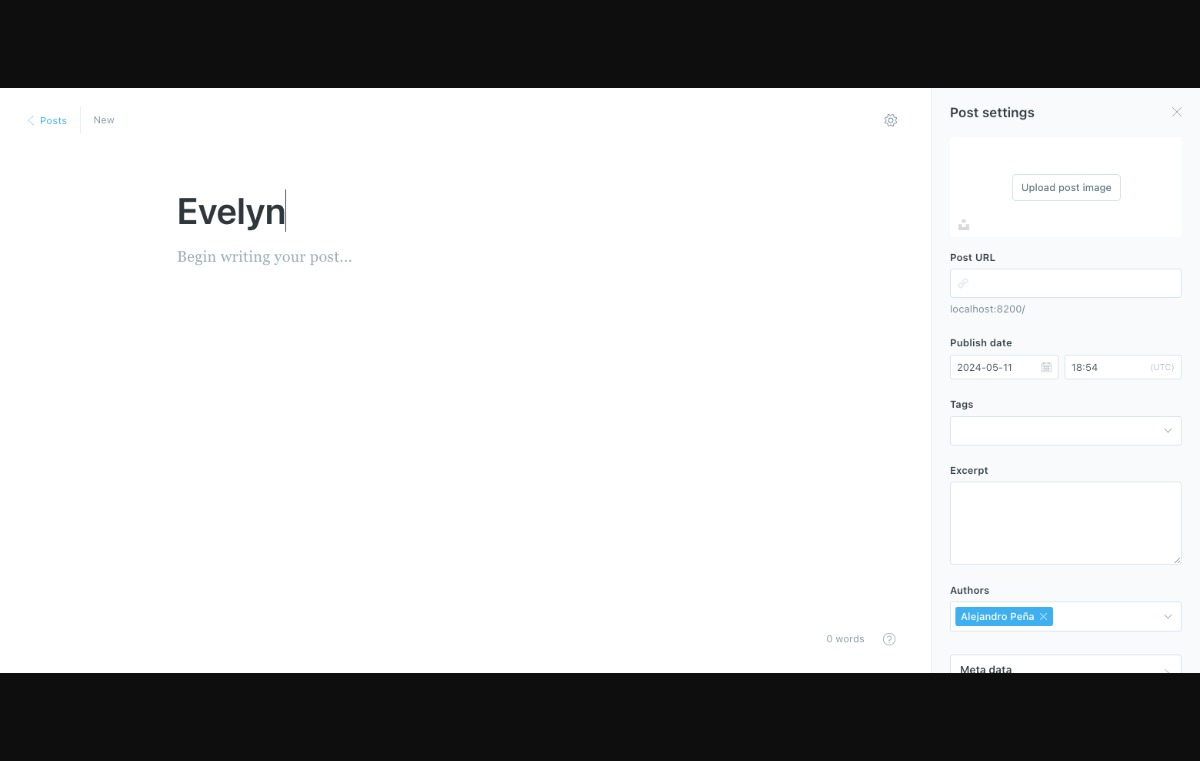 Posts
New
Evelyn
Begin writing your post...
0 words
Post settings
Upload post image
Post URL
localhost:8200/
Publish date
2024-05-11
18:54 (UTC)
Tags
Excerpt
Authors
Alejandro Peña
Meta data